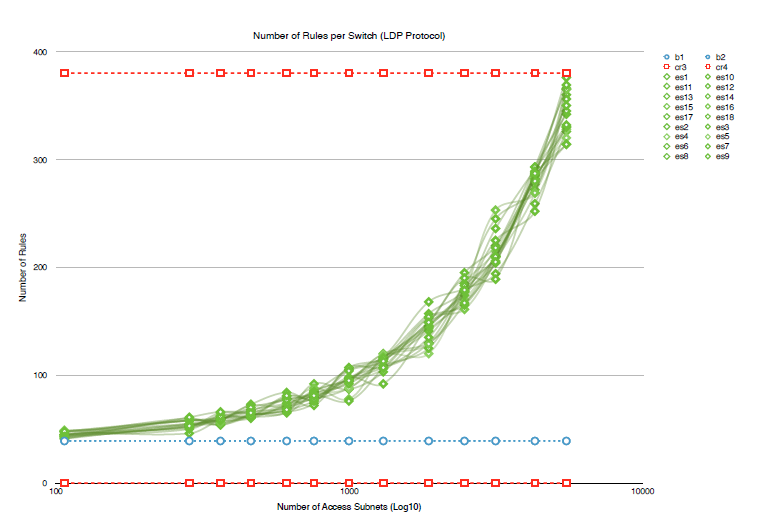 Number of Rules per Switch (LDP Protocol)
400
300
200
100
0
Number of Rules
100 1000 10000
Number of Access Subnets (Log10)
b1 b2
cr3 cr4
es1 es10
es11 es12
es13 es14
es15 es16
es17 es18
es2 es3
es4 es5
es6 es7
es8 es9